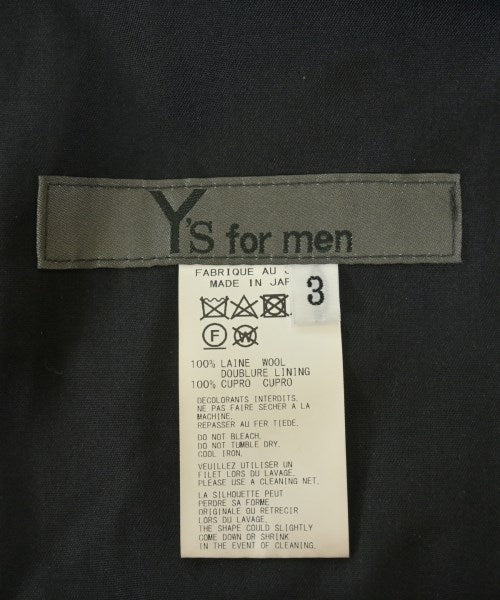 Y's for men
FABRIQUE AU J
MADE IN JAP
3
F W
100% LAINE WOOL
DOUBLURE LINING
100% CUPRO CUPRO
DECOLORANTS INTERDITS.
NE PAS FAIRE SECHER A LA
MACHINE.
REPASSER AU FER TIEDE.
DO NOT BLEACH.
DO NOT TUMBLE DRY.
COOL IRON.
VEUILLEZ UTILISER UN
FILET LORS DU LAVAGE.
PLEASE USE A CLEANING NET.
LA SILHOUETTE PEUT
PERDRE SA FORME
ORIGINALE OU RETRECIR
LORS DU LAVAGE.
THE SHAPE COULD SLIGHTLY
COME DOWN OR SHRINK
IN THE EVENT OF CLEANING.